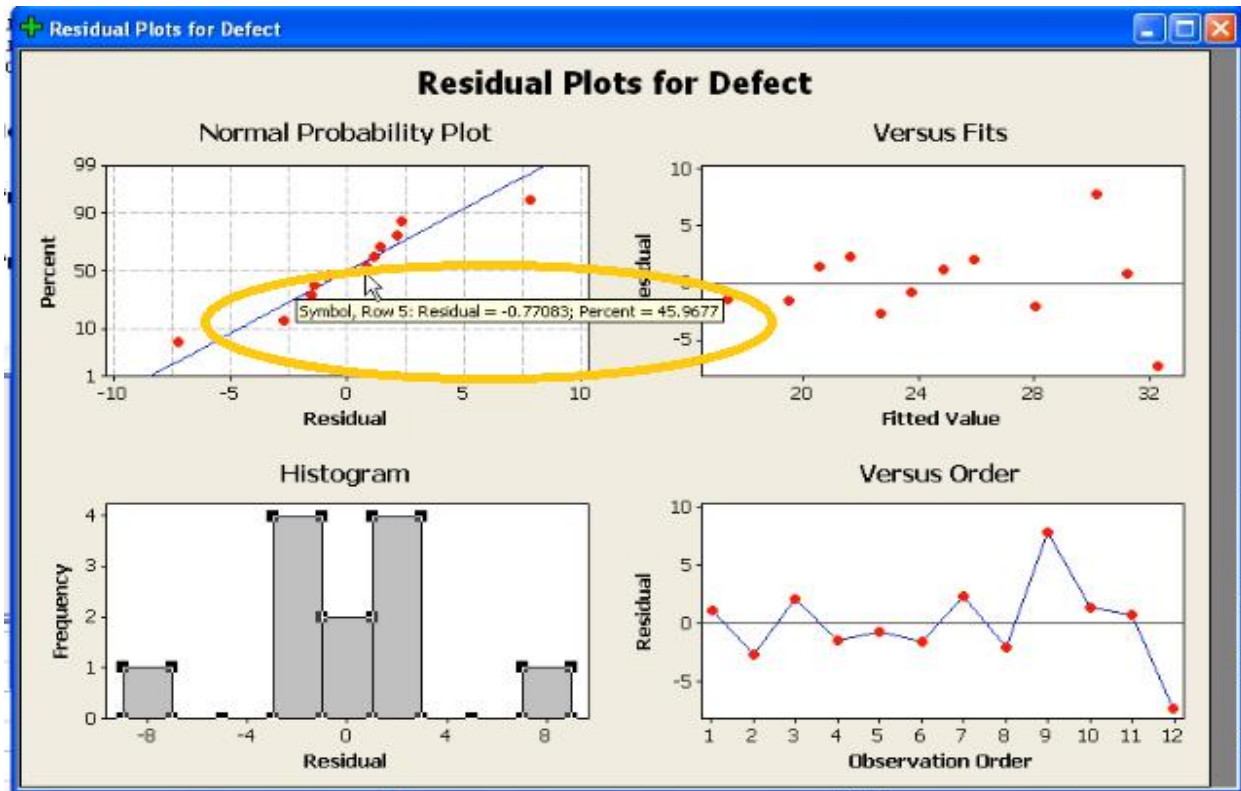 Residual Plots for Defect
Residual Plots for Defect
Normal Probability Plot
99
90
50
10
1
Percent
-10 -5 0 5 10
Residual
Symbol, Row 5: Residual = -0.77083; Percent = 45.9677
Versus Fits
10
5
-5
esidual
20 24 28 32
Fitted Value
Histogram
4
3
2
1
0
Frequency
-8 -4 0 4 8
Residual
Versus Order
10
5
0
-5
Residual
1 2 3 4 5 6 7 8 9 10 11 12
Observation Order